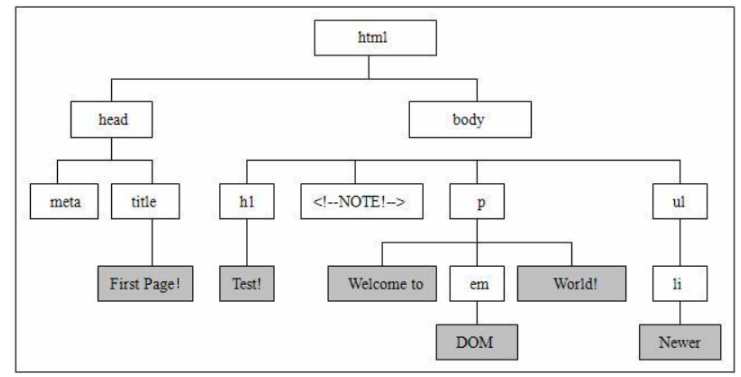 html
head
body
meta
title
h1
<!--NOTE!-->
p
ul
First Page!
Test!
Welcome to
em
World!
li
DOM
Newer